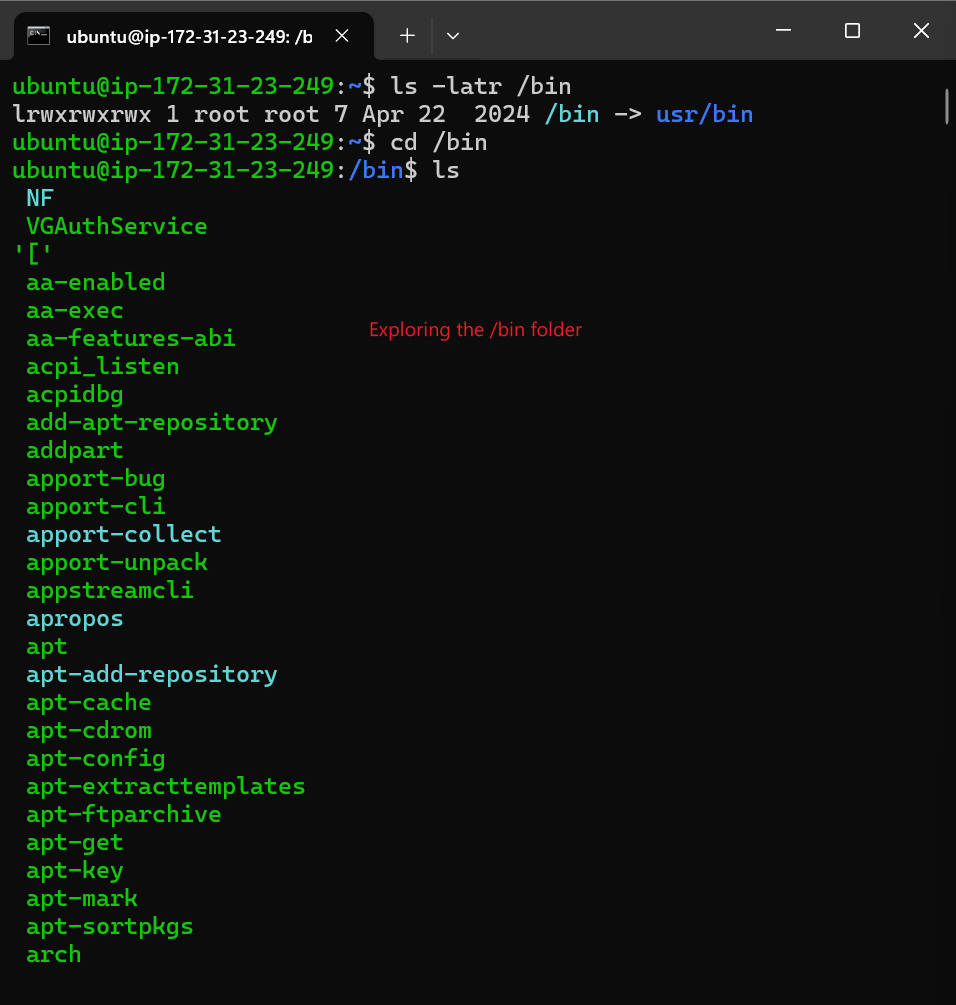 ubuntu@ip-172-31-23-249: /b
ubuntu@ip-172-31-23-249:~$ ls -latr /bin
lrwxrwxrwx 1 root root 7 Apr 22  2024 /bin -> usr/bin
ubuntu@ip-172-31-23-249:~$ cd /bin
ubuntu@ip-172-31-23-249:/bin$ ls
NF
VGAuthService
'['
aa-enabled
aa-exec
aa-features-abi
Exploring the /bin folder
acpi_listen
acpidbg
add-apt-repository
addpart
apport-bug
apport-cli
apport-collect
apport-unpack
appstreamcli
apropos
apt
apt-add-repository
apt-cache
apt-cdrom
apt-config
apt-extracttemplates
apt-ftparchive
apt-get
apt-key
apt-mark
apt-sortpkgs
arch